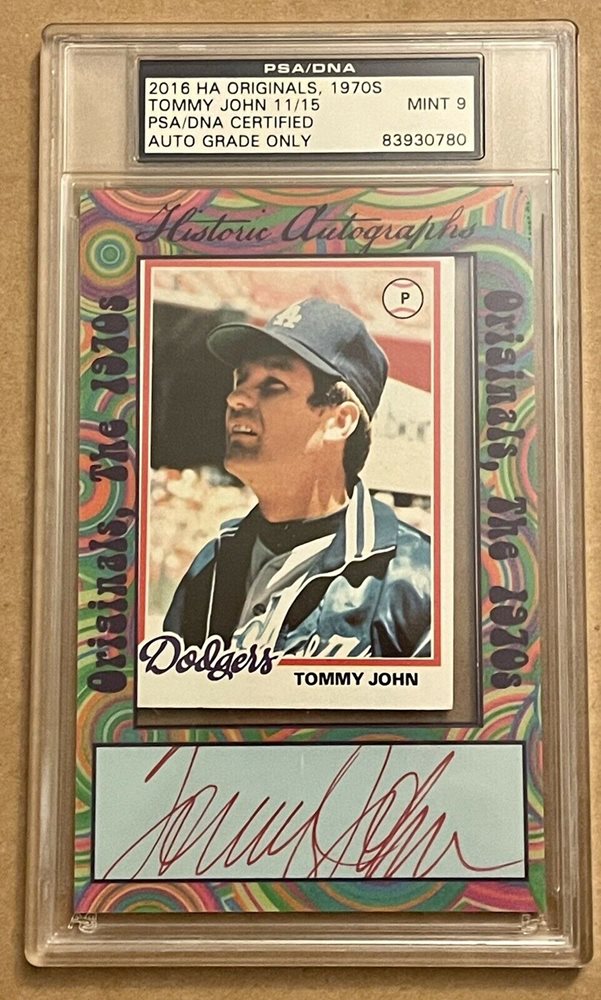 PSA/DNA
2016 HA ORIGINALS, 1970S
TOMMY JOHN 11/15 MINT 9
PSA/DNA CERTIFIED
AUTO GRADE ONLY 83930780
Historic Autographs
Originals, The 1970s
P
Dodgers
TOMMY JOHN
Originals, The 1970s
Tommy John